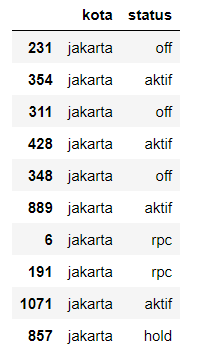 kota status
231 jakarta off
354 jakarta aktif
311 jakarta off
428 jakarta aktif
348 jakarta off
889 jakarta aktif
6 jakarta rpc
191 jakarta rpc
1071 jakarta aktif
857 jakarta hold